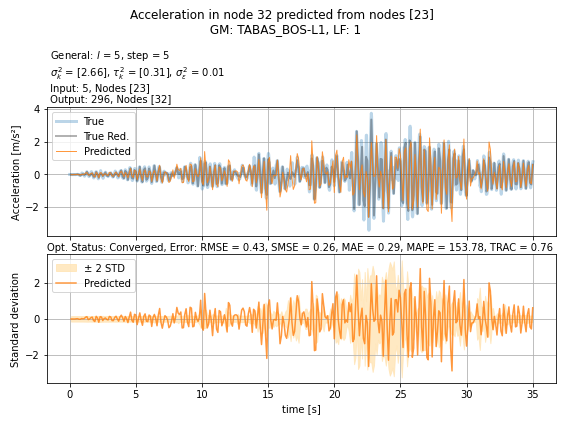 Acceleration in node 32 predicted from nodes [23]
GM: TABAS_BOS-L1, LF: 1
General: l = 5, step = 5
σ²ₖ = [2.66], τ²ₖ = [0.31], σ²ε = 0.01
Input: 5, Nodes [23]
Output: 296, Nodes [32]
4
2
0
−2
Acceleration [m/s²]
True
True Red.
Predicted
Opt. Status: Converged, Error: RMSE = 0.43, SMSE = 0.26, MAE = 0.29, MAPE = 153.78, TRAC = 0.76
2
0
−2
Standard deviation
± 2 STD
Predicted
0 5 10 15 20 25 30 35
time [s]